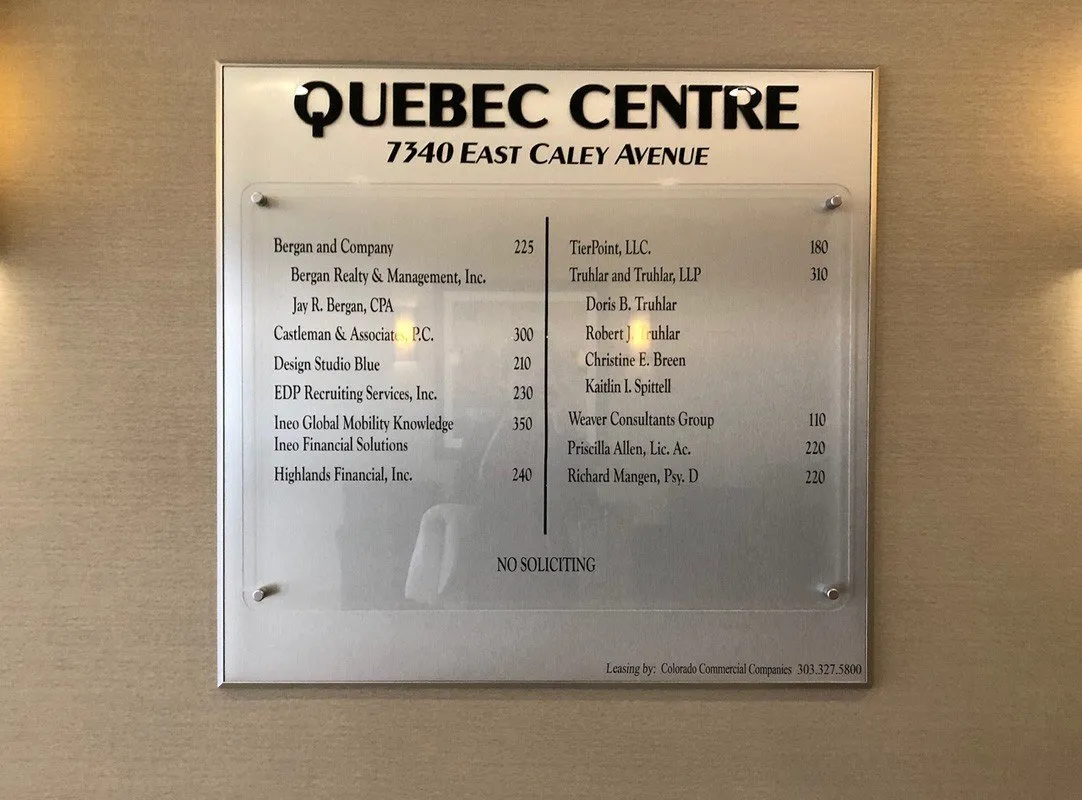 QUEBEC CENTRE
7340 EAST CALEY AVENUE
Bergan and Company 225
Bergan Realty & Management, Inc.
Jay R. Bergan, CPA
Castleman & Associates, P.C. 300
Design Studio Blue 210
EDP Recruiting Services, Inc. 230
Ineo Global Mobility Knowledge 350
Ineo Financial Solutions
Highlands Financial, Inc. 240
TierPoint, LLC. 180
Truhlar and Truhlar, LLP 310
Doris B. Truhlar
Robert J. Truhlar
Christine E. Breen
Kaitlin I. Spittell
Weaver Consultants Group 110
Priscilla Allen, Lic. Ac. 220
Richard Mangen, Psy. D 220
NO SOLICITING
Leasing by: Colorado Commercial Companies 303.327.5800